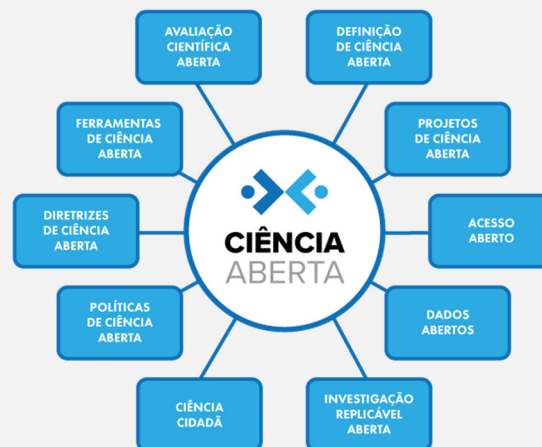 AVALIAÇÃO
CIENTÍFICA
ABERTA
DEFINIÇÃO
DE CIÊNCIA
ABERTA
FERRAMENTAS
DE CIÊNCIA
ABERTA
PROJETOS
DE CIÊNCIA
ABERTA
DIRETRIZES
DE CIÊNCIA
ABERTA
CIÊNCIA
ABERTA
ACESSO
ABERTO
POLÍTICAS
DE CIÊNCIA
ABERTA
DADOS
ABERTOS
CIÊNCIA
CIDADÃ
INVESTIGAÇÃO
REPLICÁVEL
ABERTA